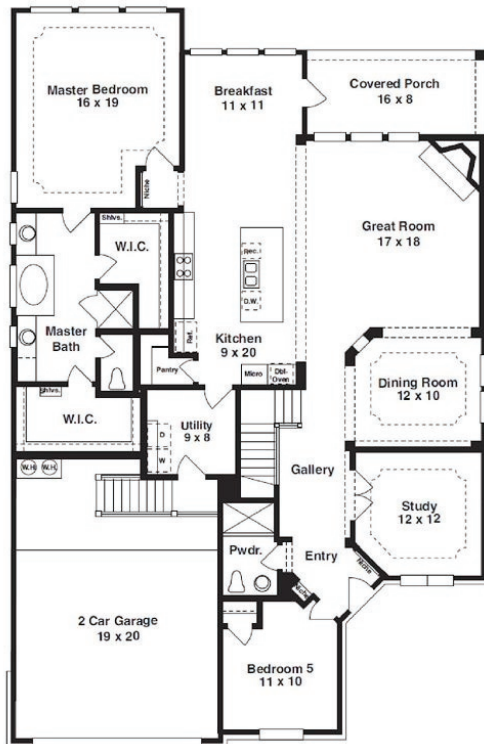 Master Bedroom
16 x 19
Breakfast
11 x 11
Covered Porch
16 x 8
Niche
Shlvs.
W.I.C.
Great Room
17 x 18
Rec.
D.W.
Master
Bath
Ref.
Kitchen
9 x 20
Pantry
Micro
Dbl-
Oven
Dining Room
12 x 10
Shlvs.
W.I.C.
Utility
9 x 8
D
W
W.H.
W.H.
Gallery
Study
12 x 12
Pwdr.
Entry
Niche
Niche
2 Car Garage
19 x 20
Bedroom 5
11 x 10